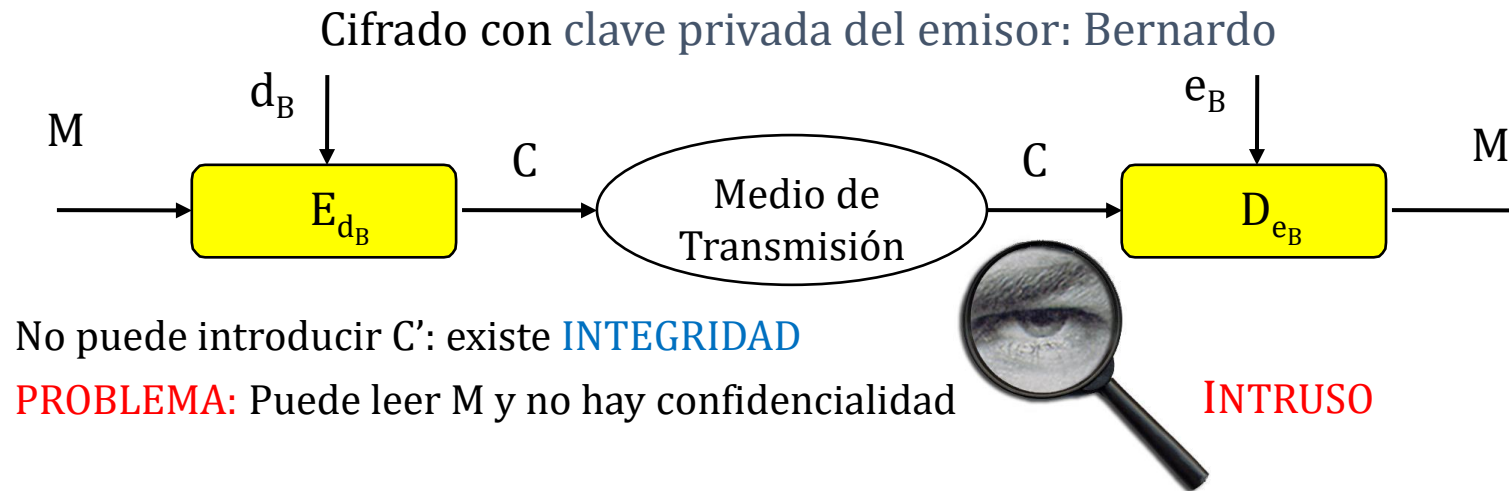 Cifrado con clave privada del emisor: Bernardo
M
d_B
E_{d_B}
C
Medio de
Transmisión
C
e_B
D_{e_B}
M
No puede introducir C’: existe INTEGRIDAD
PROBLEMA: Puede leer M y no hay confidencialidad
INTRUSO